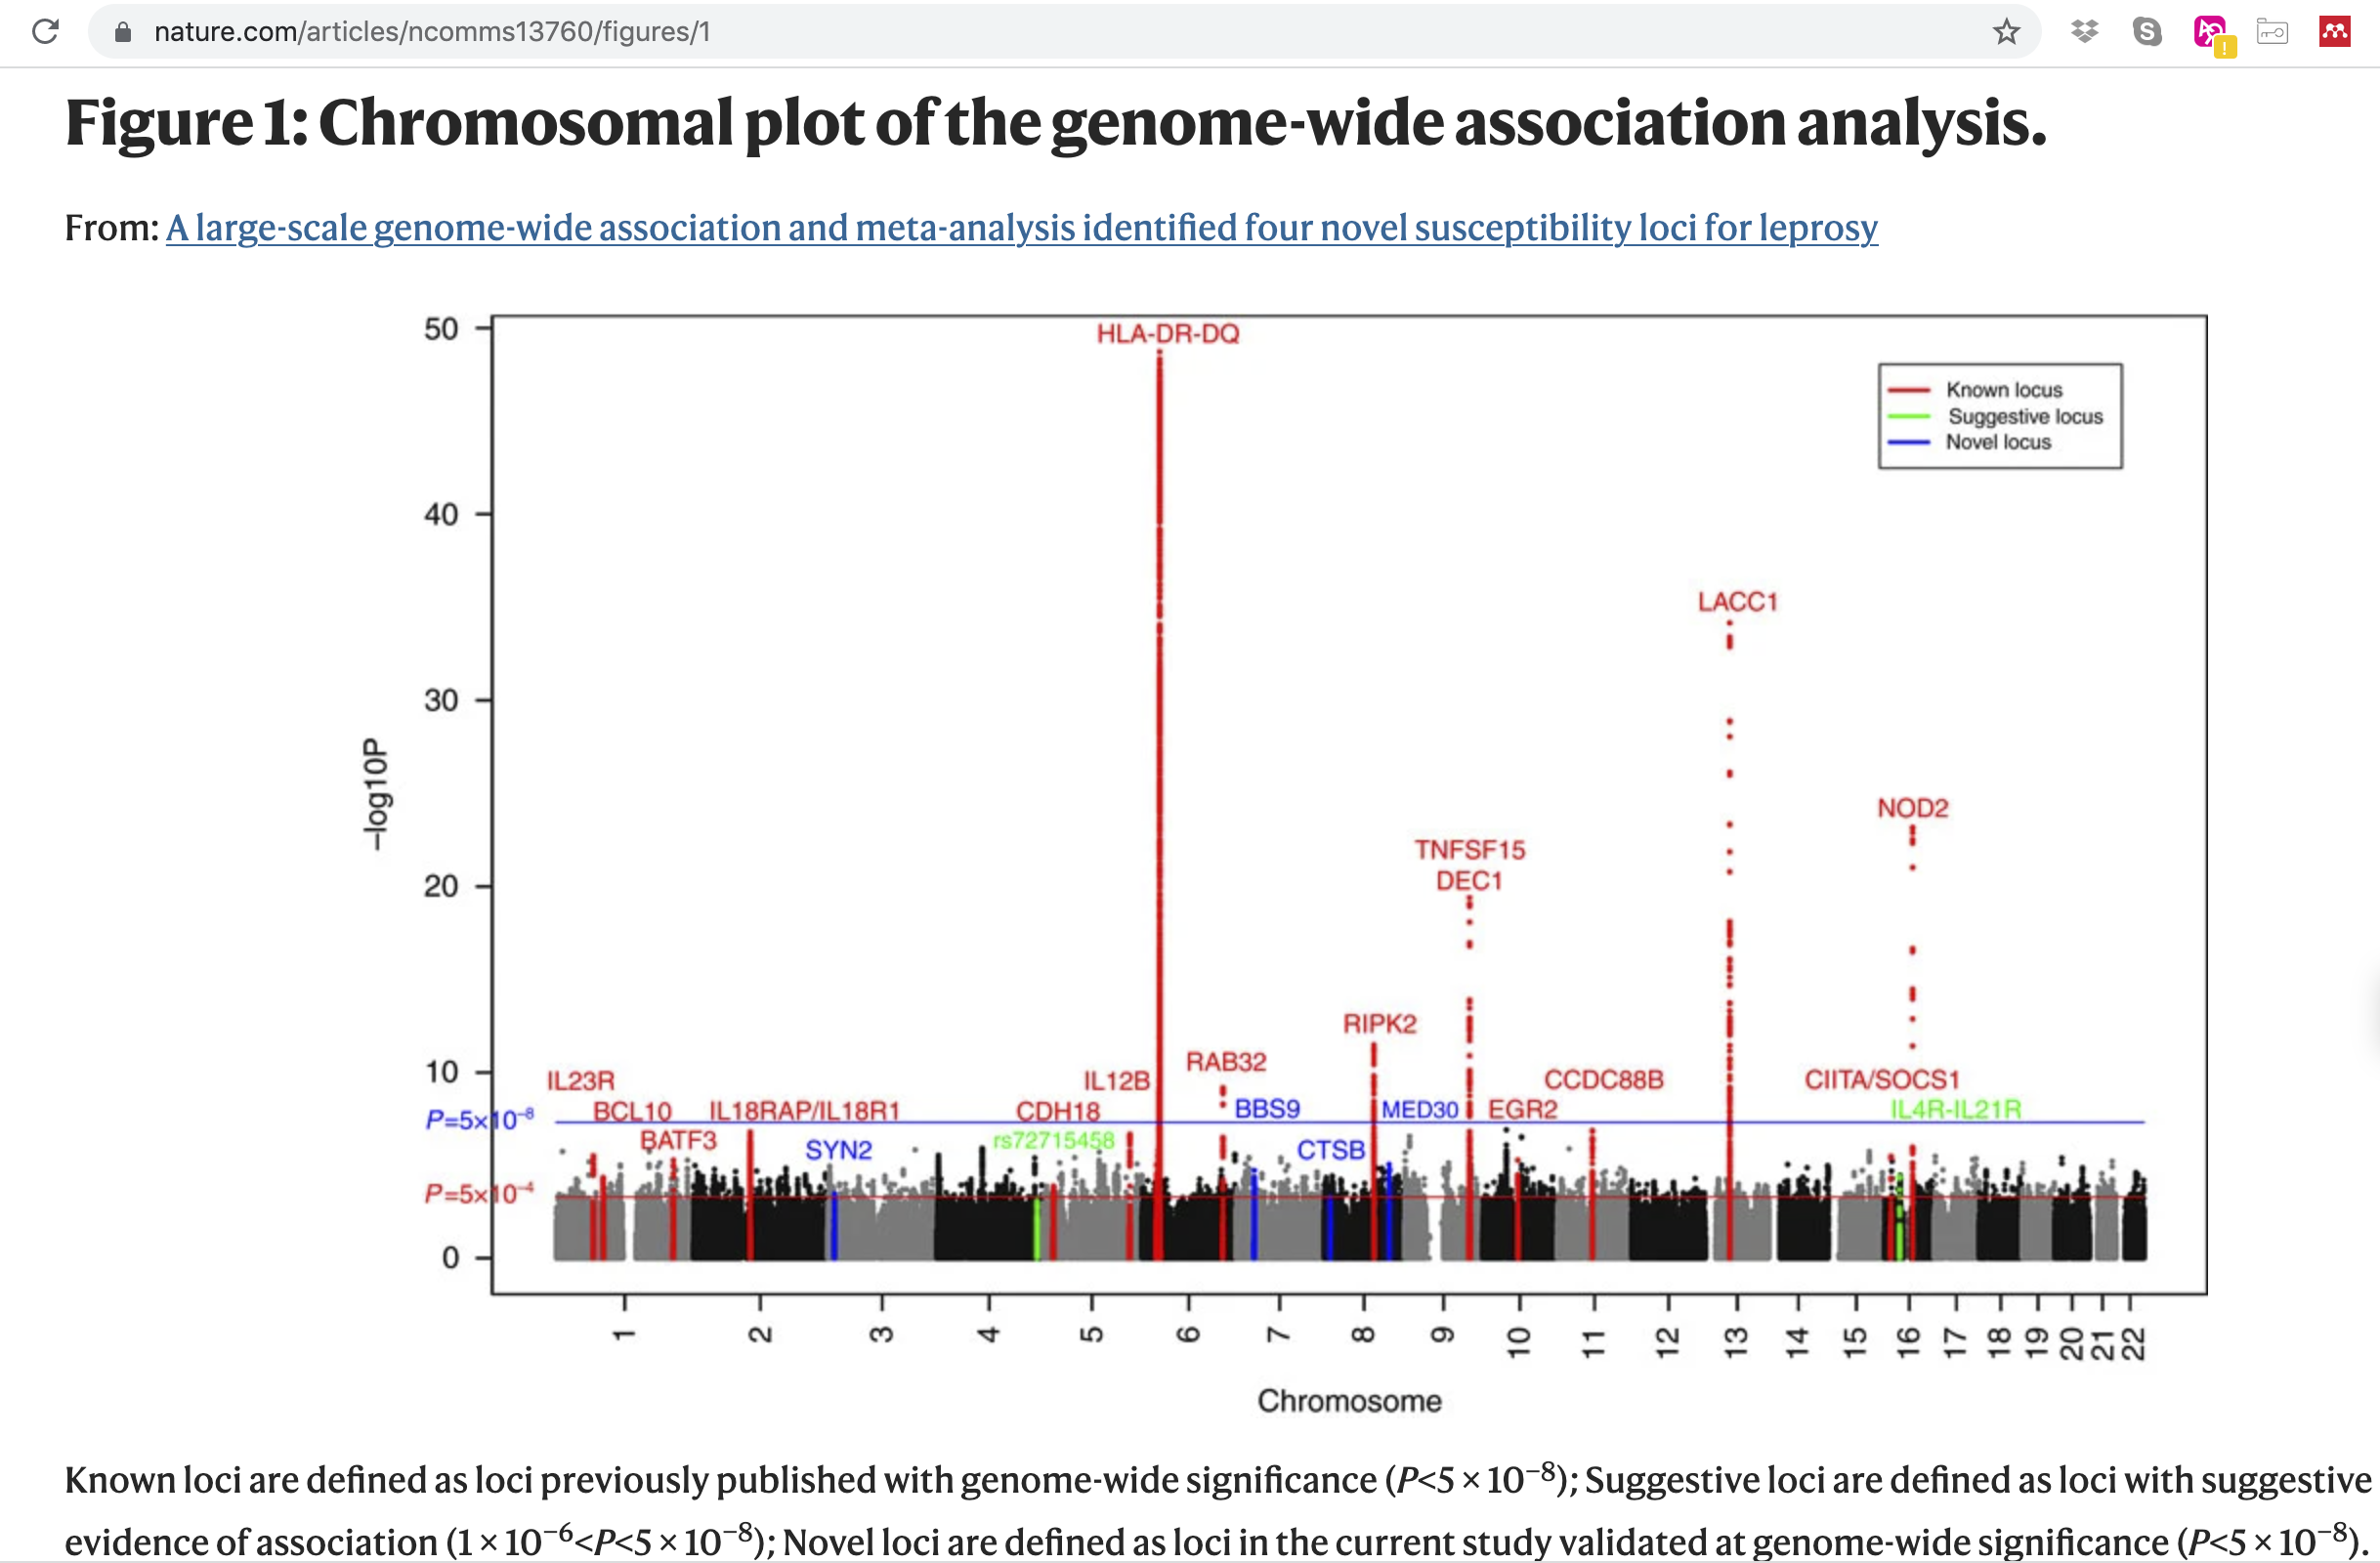 nature.com/articles/ncomms13760/figures/1
Figure 1: Chromosomal plot of the genome-wide association analysis.
From: A large-scale genome-wide association and meta-analysis identified four novel susceptibility loci for leprosy
50
HLA-DR-DQ
Known locus
Suggestive locus
Novel locus
40
LACC1
30
−log10P
NOD2
TNFSF15
DEC1
20
RIPK2
RAB32
10
IL23R
IL12B
CCDC88B
CIITA/SOCS1
P=5×10⁻⁸
BCL10
IL18RAP/IL18R1
CDH18
BBS9
MED30
EGR2
IL4R-IL21R
BATF3
SYN2
rs72715458
CTSB
P=5×10⁻⁴
0
1 2 3 4 5 6 7 8 9 10 11 12 13 14 15 16 17 18 19 20 21 22
Chromosome
Known loci are defined as loci previously published with genome-wide significance (P<5 × 10⁻⁸); Suggestive loci are defined as loci with suggestive
evidence of association (1 × 10⁻⁶<P<5 × 10⁻⁸); Novel loci are defined as loci in the current study validated at genome-wide significance (P<5 × 10⁻⁸).